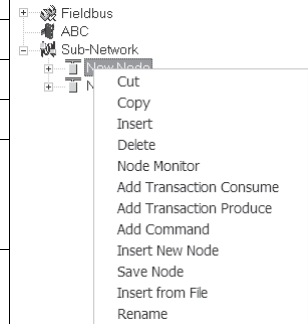 Fieldbus
ABC
Sub-Network
New Node
N
Cut
Copy
Insert
Delete
Node Monitor
Add Transaction Consume
Add Transaction Produce
Add Command
Insert New Node
Save Node
Insert from File
Rename